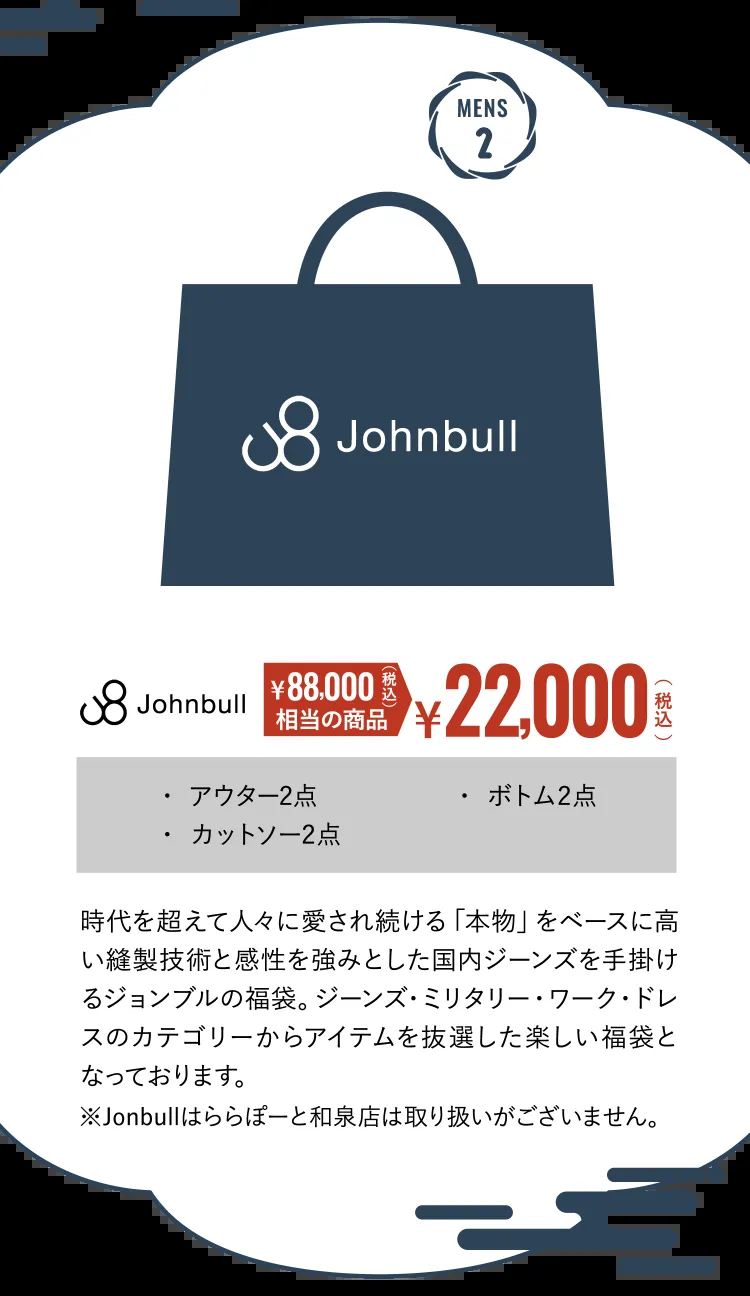 MENS
2
Johnbull
Johnbull
¥88,000(税込)
相当の商品
¥22,000(税込)
・ アウター2点
・ ボトム2点
・ カットソー2点
時代を超えて人々に愛され続ける「本物」をベースに高
い縫製技術と感性を強みとした国内ジーンズを手掛け
るジョンブルの福袋。ジーンズ・ミリタリー・ワーク・ドレ
スのカテゴリーからアイテムを抜選した楽しい福袋と
なっております。
※Jonbullはららぽーと和泉店は取り扱いがございません。